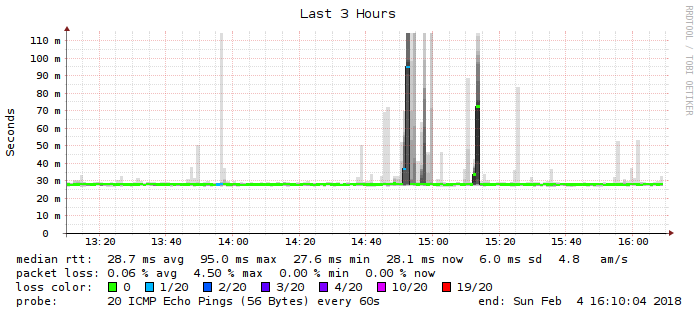 Last 3 Hours
RRDTOOL / TOBI OETIKER
Seconds
110 m
100 m
90 m
80 m
70 m
60 m
50 m
40 m
30 m
20 m
10 m
0
13:20 13:40 14:00 14:20 14:40 15:00 15:20 15:40 16:00
median rtt: 28.7 ms avg 95.0 ms max 27.6 ms min 28.1 ms now 6.0 ms sd 4.8 am/s
packet loss: 0.06 % avg 4.50 % max 0.00 % min 0.00 % now
loss color: 0 1/20 2/20 3/20 4/20 10/20 19/20
probe: 20 ICMP Echo Pings (56 Bytes) every 60s end: Sun Feb 4 16:10:04 2018